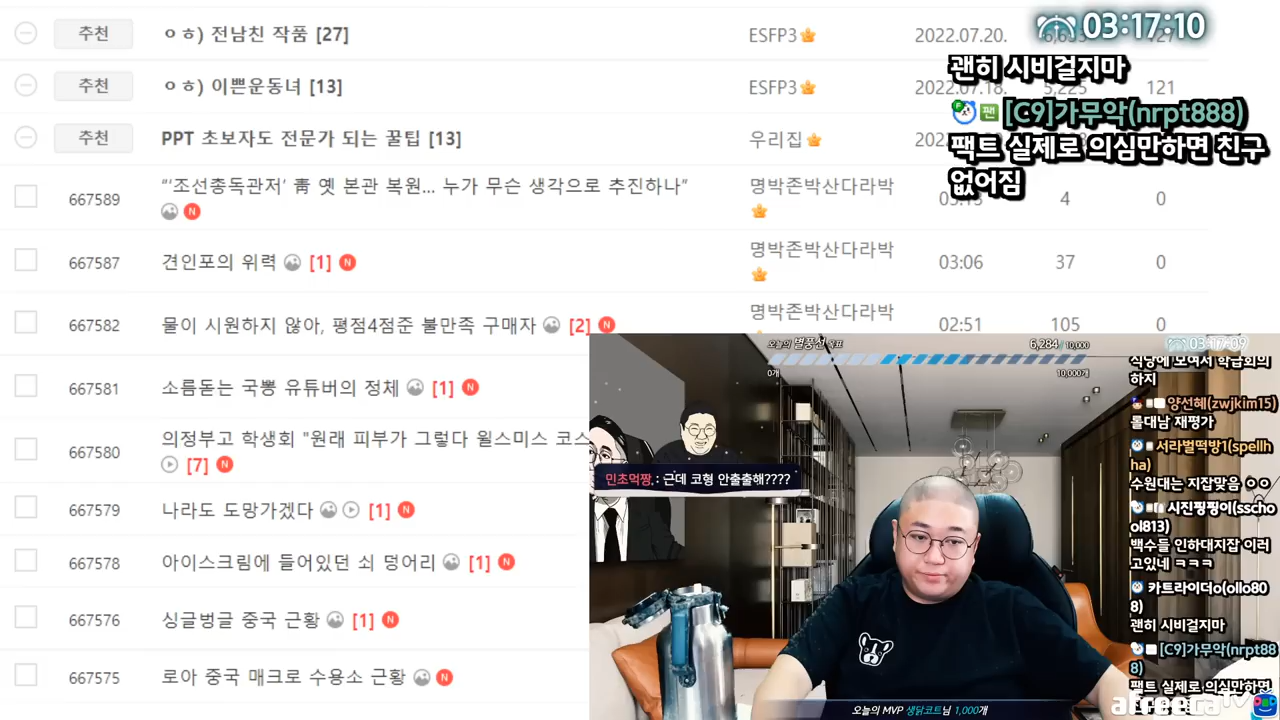 추천 ㅇㅎ) 전남친 작품 [27] ESFP3 2022.07.20.
추천 ㅇㅎ) 이쁜운동녀 [13] ESFP3 2022.07.18. 5,225 121
추천 PPT 초보자도 전문가 되는 꿀팁 [13] 우리집
667589 "'조선총독관저' 靑 옛 본관 복원... 누가 무슨 생각으로 추진하나" 명박존박산다라박 03:13 4 0
N
667587 견인포의 위력 [1] N 명박존박산다라박 03:06 37 0
667582 물이 시원하지 않아, 평점4점준 불만족 구매자 [2] N 명박존박산다라박 02:51 105 0
667581 소름돋는 국뽕 유튜버의 정체 [1] N
667580 의정부고 학생회 "원래 피부가 그렇다 윌스미스 코스
[7] N
667579 나라도 도망가겠다 [1] N
667578 아이스크림에 들어있던 쇠 덩어리 [1] N
667576 싱글벙글 중국 근황 [1] N
667575 로아 중국 매크로 수용소 근황 N
03:17:10
괜히 시비걸지마
팬 [C9]가무악(nrpt888)
팩트 실제로 의심만하면 친구
없어짐
오늘의 별풍선 목표 6,284 10,000
0개 10,000개
03:17:09
민초먹짱 : 근데 코형 안출출해????
식당에 모여서 학급회의
하지
양선혜(zwjkim15)
롤대남 재평가
서라벌떡방1(spellh
ha)
수원대는 지잡맞음 ㅇㅇ
시진핑핑이(sscho
ol813)
백수들 인하대지잡 이러
고있네 ㅋㅋㅋ
카트라이더o(ollo80
8)
괜히 시비걸지마
[C9]가무악(nrpt88
8)
팩트 실제로 의심만하면
오늘의 MVP 생닭코트님 1,000개
afreecaTV